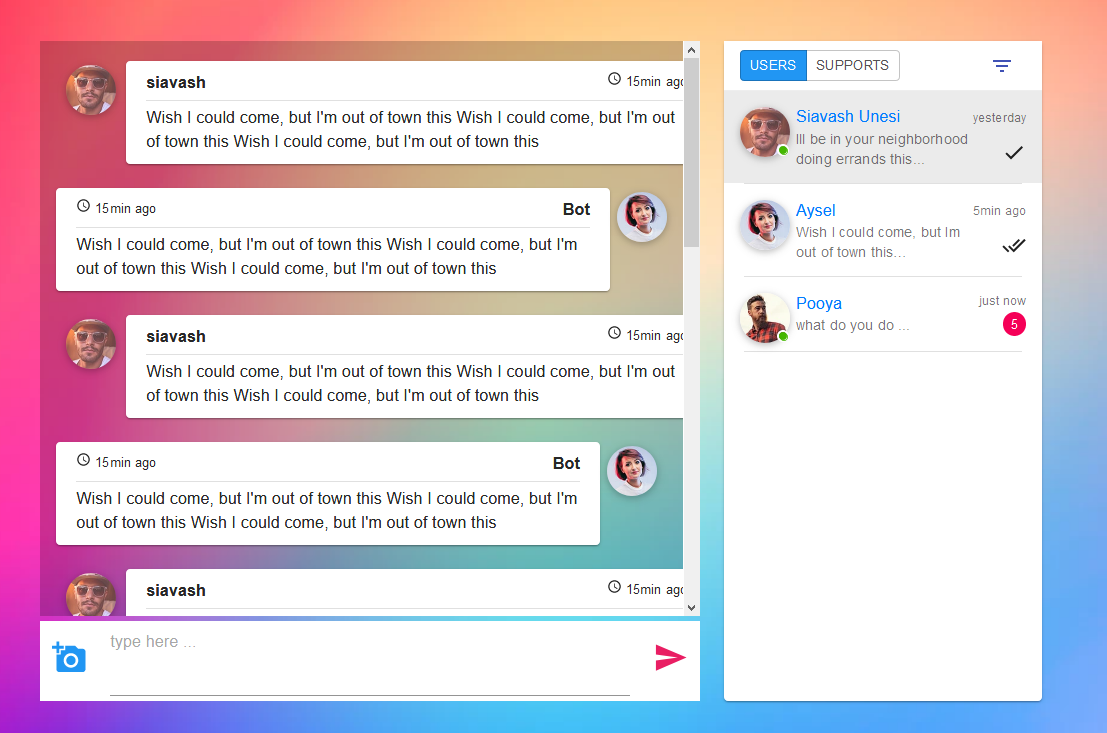 siavash
15min ago
Wish I could come, but I'm out of town this Wish I could come, but I'm out
of town this Wish I could come, but I'm out of town this
15min ago
Bot
Wish I could come, but I'm out of town this Wish I could come, but I'm
out of town this Wish I could come, but I'm out of town this
siavash
15min ago
Wish I could come, but I'm out of town this Wish I could come, but I'm out
of town this Wish I could come, but I'm out of town this
15min ago
Bot
Wish I could come, but I'm out of town this Wish I could come, but I'm
out of town this Wish I could come, but I'm out of town this
siavash
15min ago
type here ...
USERS
SUPPORTS
Siavash Unesi
yesterday
Ill be in your neighborhood
doing errands this...
Aysel
5min ago
Wish I could come, but Im
out of town this...
Pooya
just now
what do you do ...
5